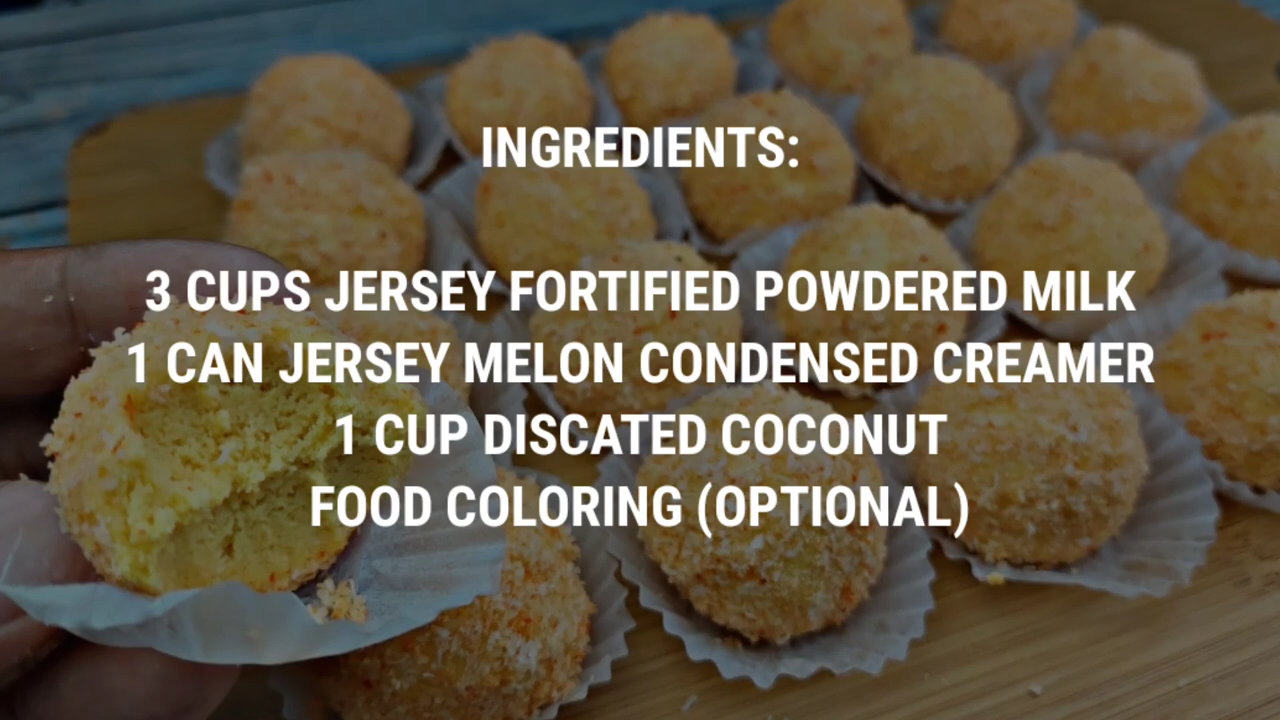 INGREDIENTS:
3 CUPS JERSEY FORTIFIED POWDERED MILK
1 CAN JERSEY MELON CONDENSED CREAMER
1 CUP DISCATED COCONUT
FOOD COLORING (OPTIONAL)